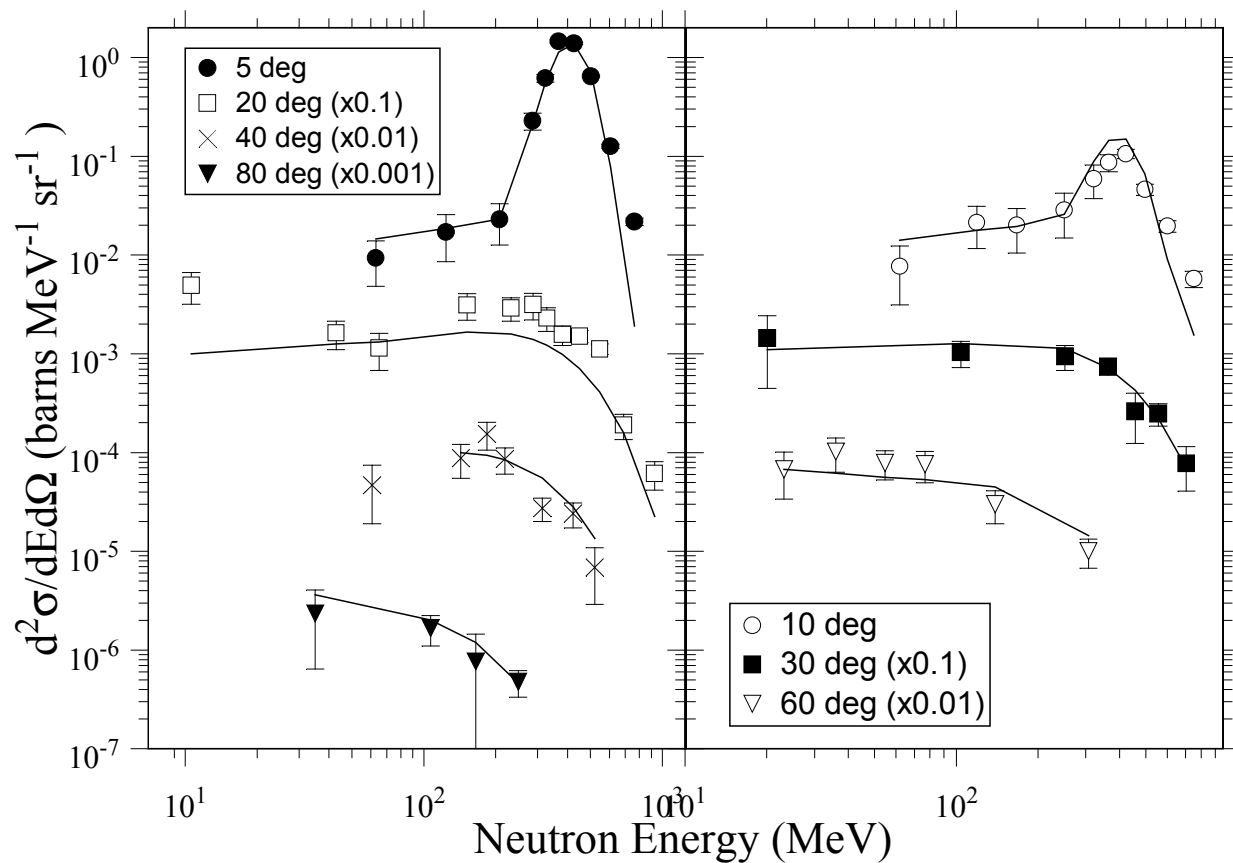 d²σ/dEdΩ (barns MeV⁻¹ sr⁻¹)
10⁰
10⁻¹
10⁻²
10⁻³
10⁻⁴
10⁻⁵
10⁻⁶
10⁻⁷
5 deg
20 deg (x0.1)
40 deg (x0.01)
80 deg (x0.001)
10 deg
30 deg (x0.1)
60 deg (x0.01)
10¹ 10² 10³ 10¹ 10²
Neutron Energy (MeV)